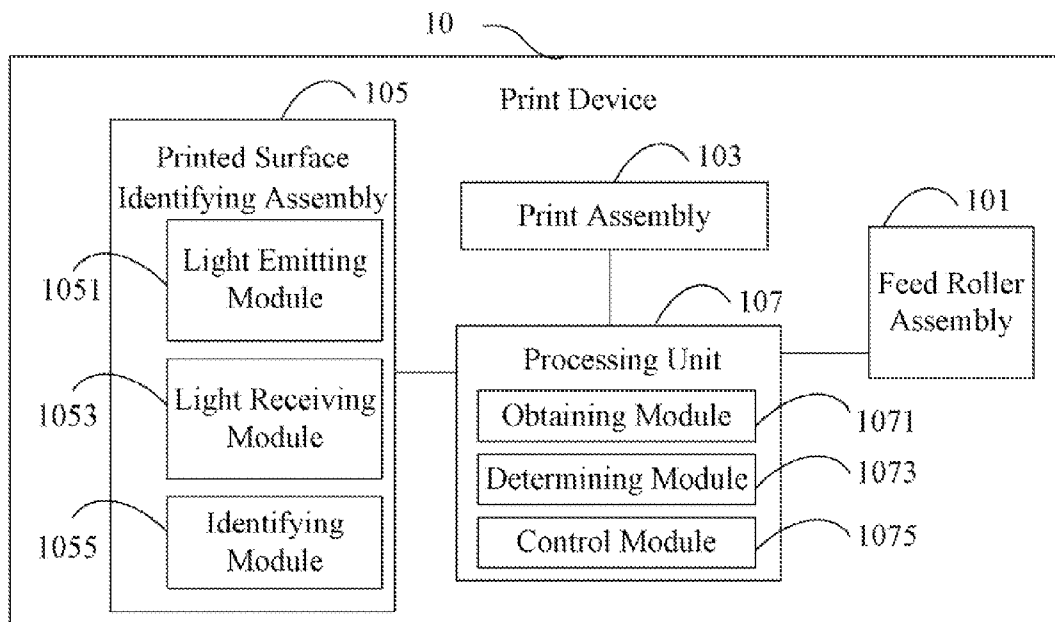 10
Print Device
105
Printed Surface
Identifying Assembly
103
Print Assembly
101
Feed Roller
Assembly
1051
Light Emitting
Module
107
Processing Unit
1053
Light Receiving
Module
Obtaining Module
1071
Determining Module
1073
1055
Identifying
Module
Control Module
1075